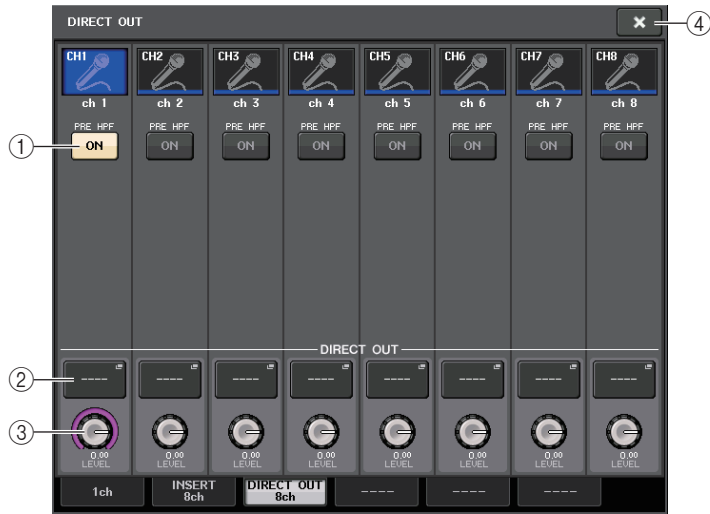 DIRECT OUT
④
CH1 CH2 CH3 CH4 CH5 CH6 CH7 CH8
ch 1 ch 2 ch 3 ch 4 ch 5 ch 6 ch 7 ch 8
PRE HPF PRE HPF PRE HPF PRE HPF PRE HPF PRE HPF PRE HPF PRE HPF
① ON ON ON ON ON ON ON ON
DIRECT OUT
② ---- ---- ---- ---- ---- ---- ---- ----
③
0.00 0.00 0.00 0.00 0.00 0.00 0.00 0.00
LEVEL LEVEL LEVEL LEVEL LEVEL LEVEL LEVEL LEVEL
1ch INSERT 8ch DIRECT OUT 8ch ---- ---- ----